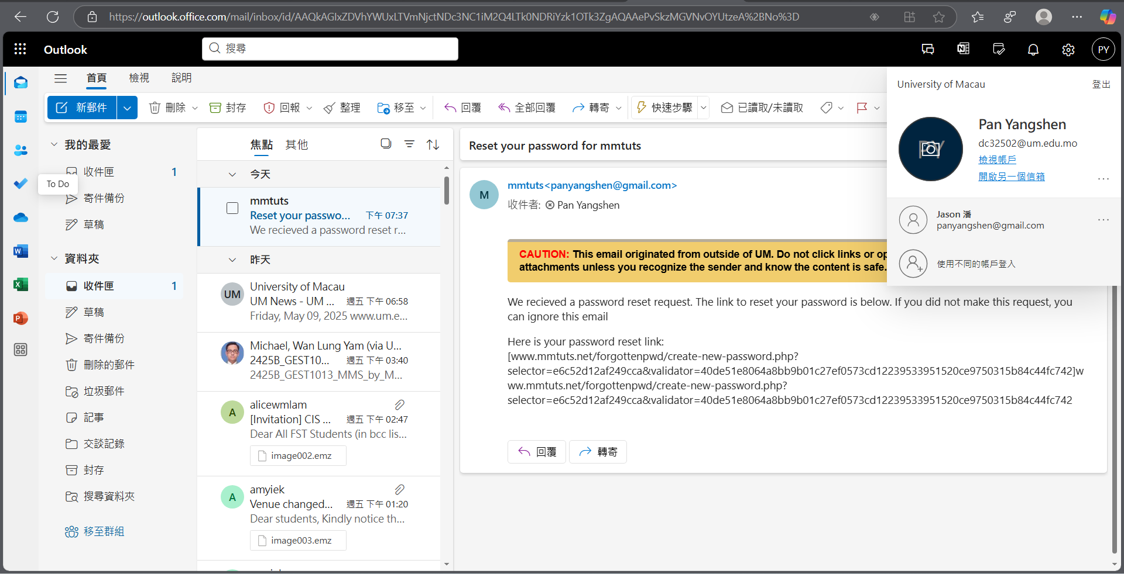 https://outlook.office.com/mail/inbox/id/AAQkAGIxZDVhYWUxLTVmNjctNDc3NC1iM2Q4LTk0NDRiYzk1OTk3ZgAQAAePvSkzMGVNvOYUtzeA%2BNo%3D
Outlook
搜尋
PY
首頁 檢視 說明
新郵件 刪除 封存 回報 整理 移至 回覆 全部回覆 轉寄 快速步驟 已讀取/未讀取
University of Macau 登出
Pan Yangshen
dc32502@um.edu.mo
檢視帳戶
開啟另一個信箱
Jason 潘
panyangshen@gmail.com
使用不同的帳戶登入
To Do
我的最愛
收件匣 1
寄件備份
草稿
資料夾
收件匣 1
草稿
寄件備份
刪除的郵件
垃圾郵件
記事
交談記錄
封存
搜尋資料夾
移至群組
焦點 其他
今天
mmtuts
Reset your passwo... 下午 07:37
We recieved a password reset r...
昨天
UM
University of Macau
UM News - UM ... 週五 下午 06:58
Friday, May 09, 2025 www.um.e...
Michael, Wan Lung Yam (via U...
2425B_GEST10... 週五 下午 03:40
2425B_GEST1013_MMS_by_M...
A
alicewmlam
[Invitation] CIS ... 週五 下午 02:47
Dear All FST Students (in bcc lis...
image002.emz
A
amyiek
Venue changed... 週五 下午 01:20
Dear students, Kindly notice th...
image003.emz
Reset your password for mmtuts
M
mmtuts<panyangshen@gmail.com>
收件者: Pan Yangshen
CAUTION: This email originated from outside of UM. Do not click links or op
attachments unless you recognize the sender and know the content is safe.
We recieved a password reset request. The link to reset your password is below. If you did not make this request, you
can ignore this email
Here is your password reset link:
[www.mmtuts.net/forgottenpwd/create-new-password.php?
selector=e6c52d12af249cca&validator=40de51e8064a8bb9b01c27ef0573cd12239533951520ce9750315b84c44fc742]w
ww.mmtuts.net/forgottenpwd/create-new-password.php?
selector=e6c52d12af249cca&validator=40de51e8064a8bb9b01c27ef0573cd12239533951520ce9750315b84c44fc742
回覆 轉寄